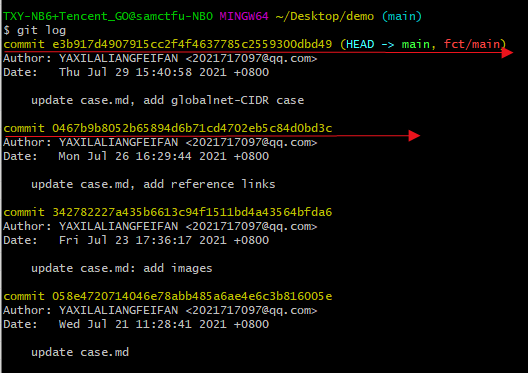 TXY-NB6+Tencent_GO@samctfu-NBO MINGW64 ~/Desktop/demo (main)
$ git log
commit e3b917d4907915cc2f4f4637785c2559300dbd49 (HEAD -> main, fct/main)
Author: YAXILALIANGFEIFAN <2021717097@qq.com>
Date:   Thu Jul 29 15:40:58 2021 +0800
update case.md, add globalnet-CIDR case
commit 0467b9b8052b65894d6b71cd4702eb5c84d0bd3c
Author: YAXILALIANGFEIFAN <2021717097@qq.com>
Date:   Mon Jul 26 16:29:44 2021 +0800
update case.md, add reference links
commit 342782227a435b6613c94f1511bd4a43564bfda6
Author: YAXILALIANGFEIFAN <2021717097@qq.com>
Date:   Fri Jul 23 17:36:17 2021 +0800
update case.md: add images
commit 058e4720714046e78abb485a6ae4e6c3b816005e
Author: YAXILALIANGFEIFAN <2021717097@qq.com>
Date:   Wed Jul 21 11:28:41 2021 +0800
update case.md